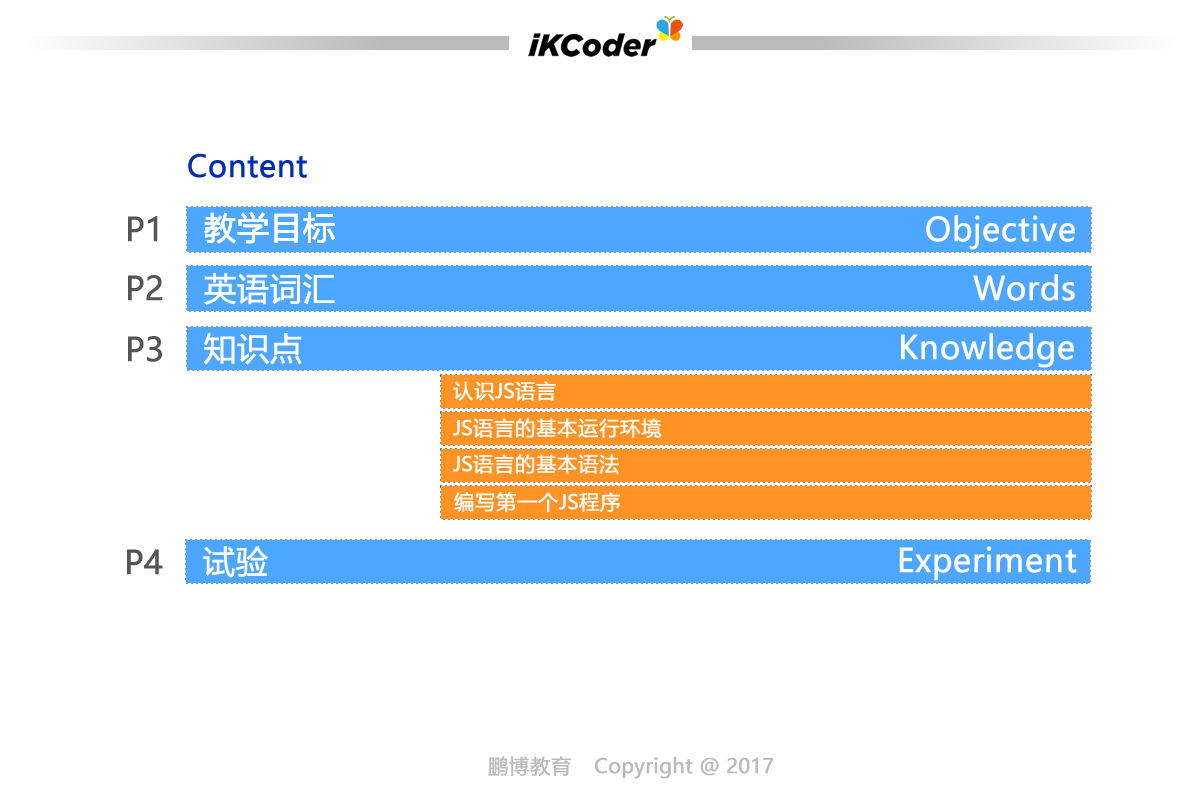 iKCoder
Content
P1 教学目标 Objective
P2 英语词汇 Words
P3 知识点 Knowledge
认识JS语言
JS语言的基本运行环境
JS语言的基本语法
编写第一个JS程序
P4 试验 Experiment
鹏博教育 Copyright @ 2017